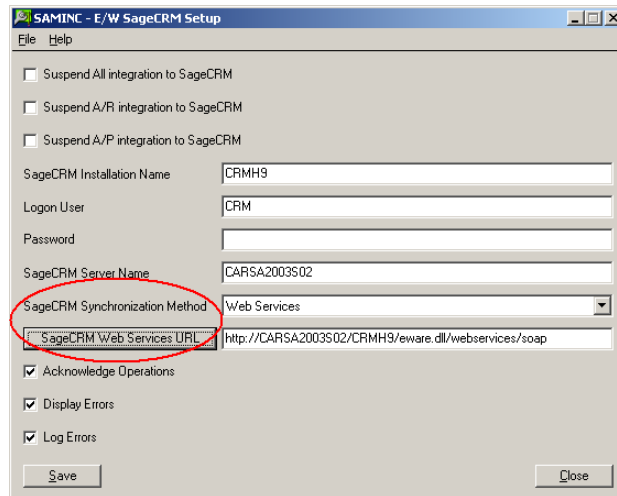 SAMINC - E/W SageCRM Setup
File Help
Suspend All integration to SageCRM
Suspend A/R integration to SageCRM
Suspend A/P integration to SageCRM
SageCRM Installation Name CRMH9
Logon User CRM
Password
SageCRM Server Name CARSA2003S02
SageCRM Synchronization Method Web Services
SageCRM Web Services URL http://CARSA2003S02/CRMH9/eware.dll/webservices/soap
Acknowledge Operations
Display Errors
Log Errors
Save Close